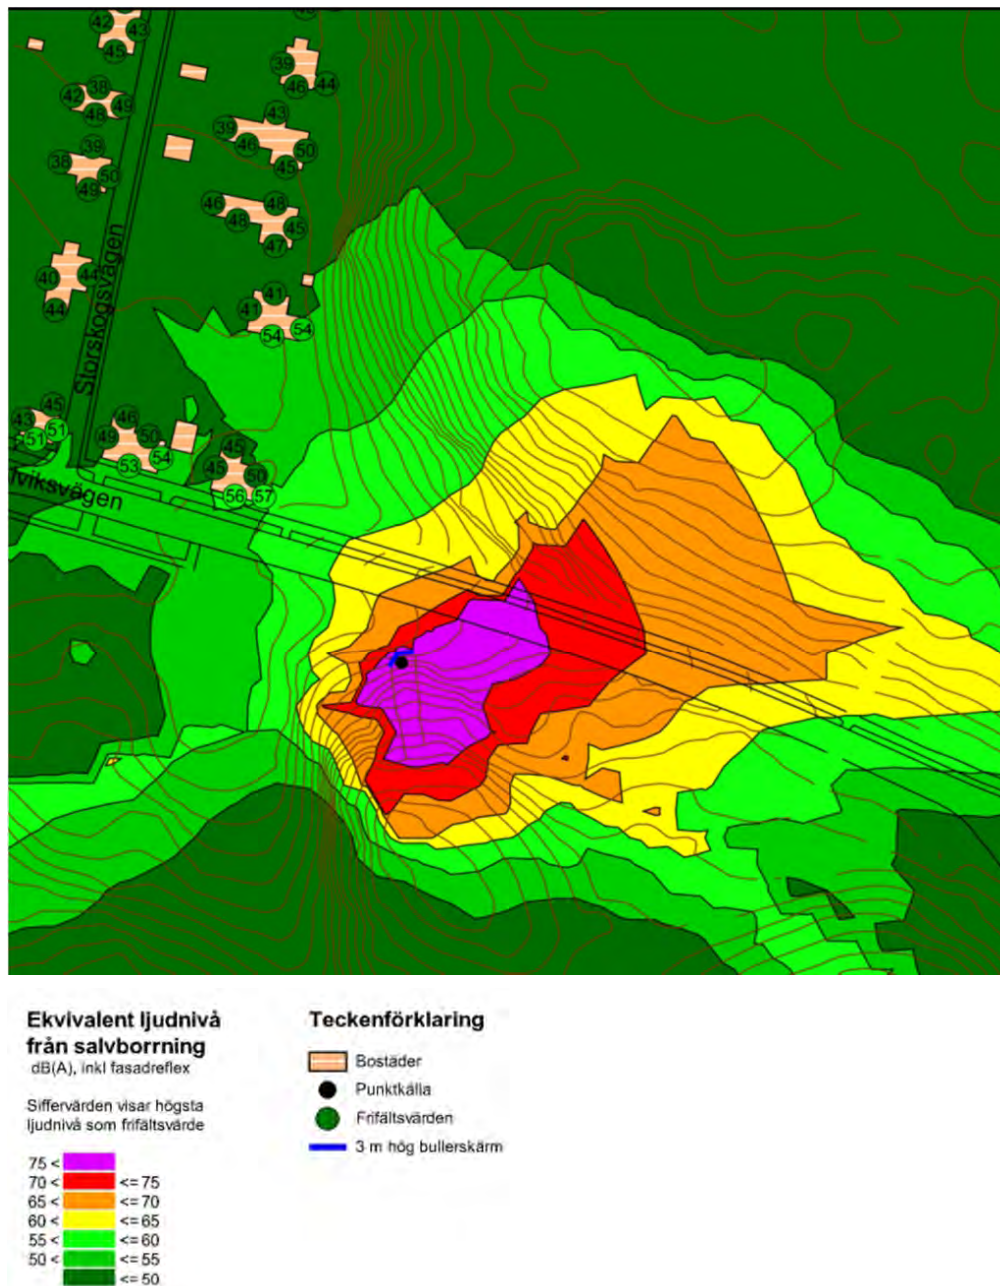 42
43
45
39
46
44
42
38
49
48
39
43
46
50
45
39
38
50
49
46
48
48
45
47
40
44
44
41
41
54
54
Storskogsvägen
43
45
51
51
46
49
50
54
53
45
45
50
56
57
lviksvägen
Ekvivalent ljudnivå
från salvborrning
dB(A), inkl fasadreflex
Siffervärden visar högsta
ljudnivå som frifältsvärde
75 <
70 < <= 75
65 < <= 70
60 < <= 65
55 < <= 60
50 < <= 55
<= 50
Teckenförklaring
Bostäder
Punktkälla
Frifältsvärden
3 m hög bullerskärm